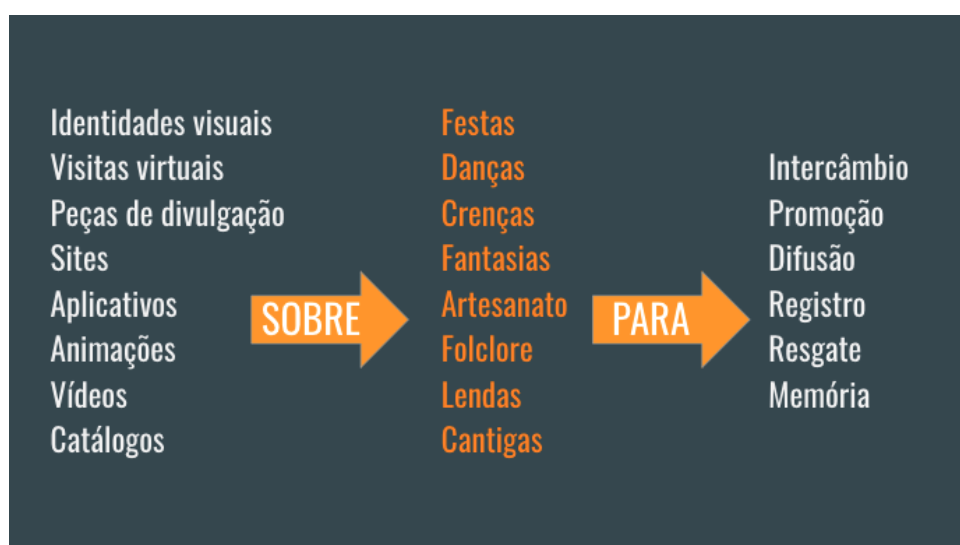 Identidades visuais
Visitas virtuais
Peças de divulgação
Sites
Aplicativos
Animações
Vídeos
Catálogos
SOBRE
Festas
Danças
Crenças
Fantasias
Artesanato
Folclore
Lendas
Cantigas
PARA
Intercâmbio
Promoção
Difusão
Registro
Resgate
Memória